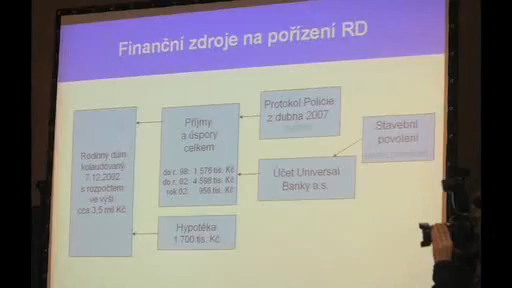 Finanční zdroje na pořízení RD
Rodinný dům
kolaudovaný
7.12.2002
s rozpočtem
ve výši
cca 3,5 mil Kč
Příjmy
a úspory
celkem
do r. 98: 1 576 tis. Kč
do r. 02: 4 598 tis. Kč
rok 02: 956 tis. Kč
Hypotéka
1 700 tis. Kč
Protokol Policie
z dubna 2007
Účet Universal
Banky a.s.
Stavební
povolení